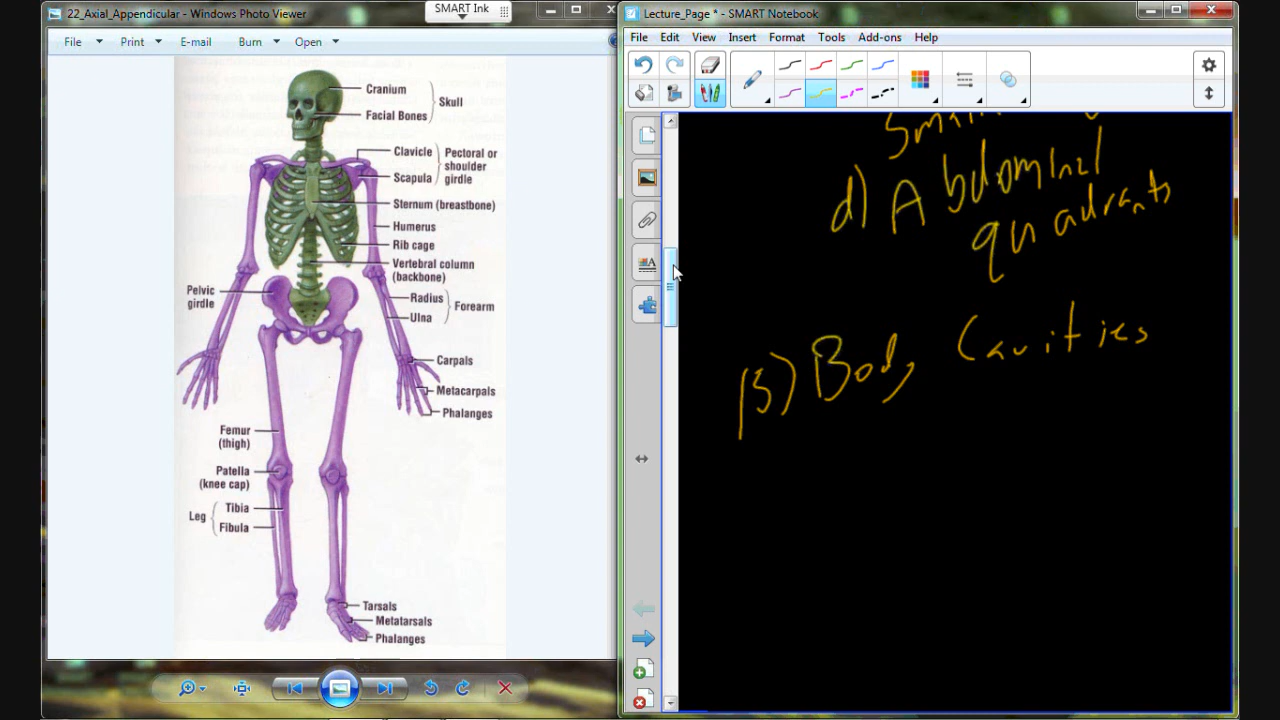 22_Axial_Appendicular - Windows Photo Viewer
SMART Ink
File Print E-mail Burn Open
Cranium
Skull
Facial Bones
Clavicle
Pectoral or
shoulder
girdle
Scapula
Sternum (breastbone)
Humerus
Rib cage
Vertebral column
(backbone)
Pelvic
girdle
Radius
Forearm
Ulna
Carpals
Metacarpals
Phalanges
Femur
(thigh)
Patella
(knee cap)
Leg
Tibia
Fibula
Tarsals
Metatarsals
Phalanges
Lecture_Page * - SMART Notebook
File Edit View Insert Format Tools Add-ons Help
d) Abdominal
quadrants
Body Cavities